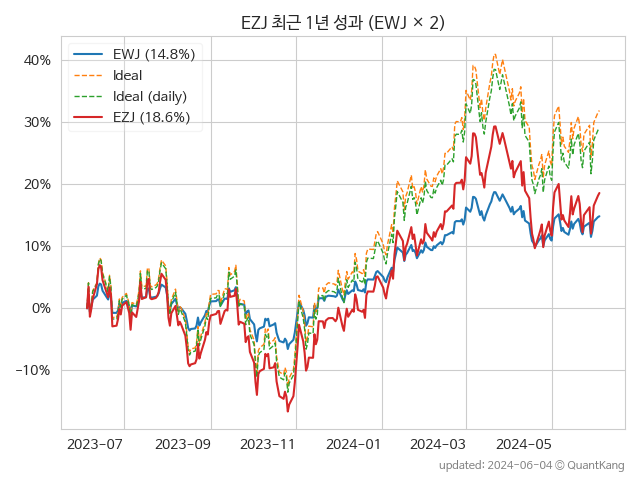 EZJ 최근 1년 성과 (EWJ × 2)
EWJ (14.8%)
Ideal
Ideal (daily)
EZJ (18.6%)
40%
30%
20%
10%
0%
−10%
2023-07 2023-09 2023-11 2024-01 2024-03 2024-05
updated: 2024-06-04 © QuantKang